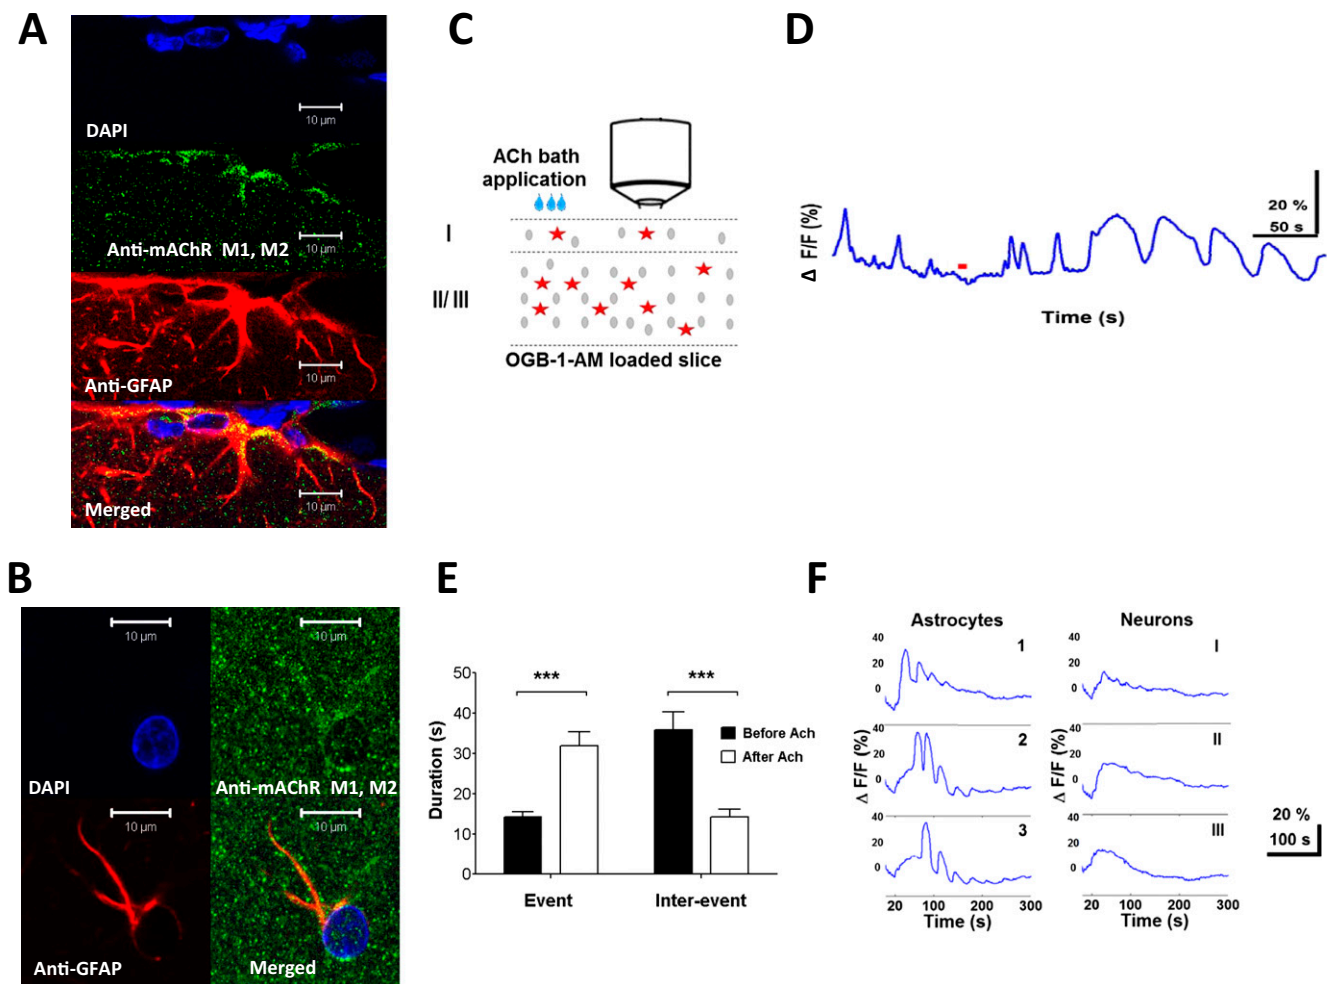 A
DAPI
10 µm
Anti-mAChR M1, M2
10 µm
Anti-GFAP
10 µm
Merged
10 µm
C
ACh bath
application
I
II/ III
OGB-1-AM loaded slice
D
Δ F/F (%)
20 %
50 s
Time (s)
B
10 µm
10 µm
DAPI
Anti-mAChR M1, M2
10 µm
10 µm
Anti-GFAP
Merged
E
Duration (s)
50
40
30
20
10
0
***
***
Before Ach
After Ach
Event
Inter-event
F
Astrocytes
Neurons
40
20
0
1
40
20
0
I
Δ F/F (%)
40
20
0
2
Δ F/F (%)
40
20
0
II
40
20
0
3
40
20
0
III
20 100 200 300
Time (s)
20 100 200 300
Time (s)
20 %
100 s